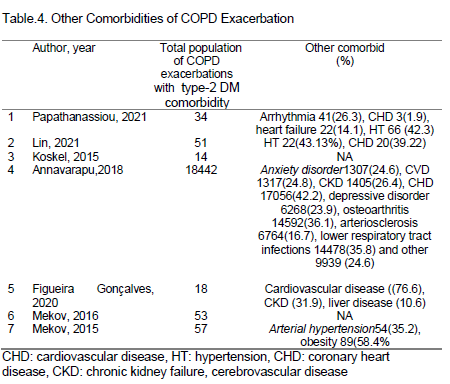 Table.4. Other Comorbidities of COPD Exacerbation
Author, year Total population Other comorbid
of COPD (%)
exacerbations
with type-2 DM
comorbidity
1 Papathanassiou, 2021 34 Arrhythmia 41(26.3), CHD 3(1.9),
heart failure 22(14.1), HT 66 (42.3)
2 Lin, 2021 51 HT 22(43.13%) CHD 20(39.22)
3 Koskel, 2015 14 NA
4 Annavarapu,2018 18442 Anxiety disorder1307(24.6), CVD
1317(24.8), CKD 1405(26.4), CHD
17056(42.2), depressive disorder
6268(23.9), osteoarthritis
14592(36.1), arteriosclerosis
6764(16.7), lower respiratory tract
infections 14478(35.8) and other
9939 (24.6)
5 Figueira Gonçalves, 18 Cardiovascular disease ((76.6),
2020 CKD (31.9), liver disease (10.6)
6 Mekov, 2016 53 NA
7 Mekov, 2015 57 Arterial hypertension54(35.2),
obesity 89(58.4%
CHD: cardiovascular disease, HT: hypertension, CHD: coronary heart
disease, CKD: chronic kidney failure, cerebrovascular disease